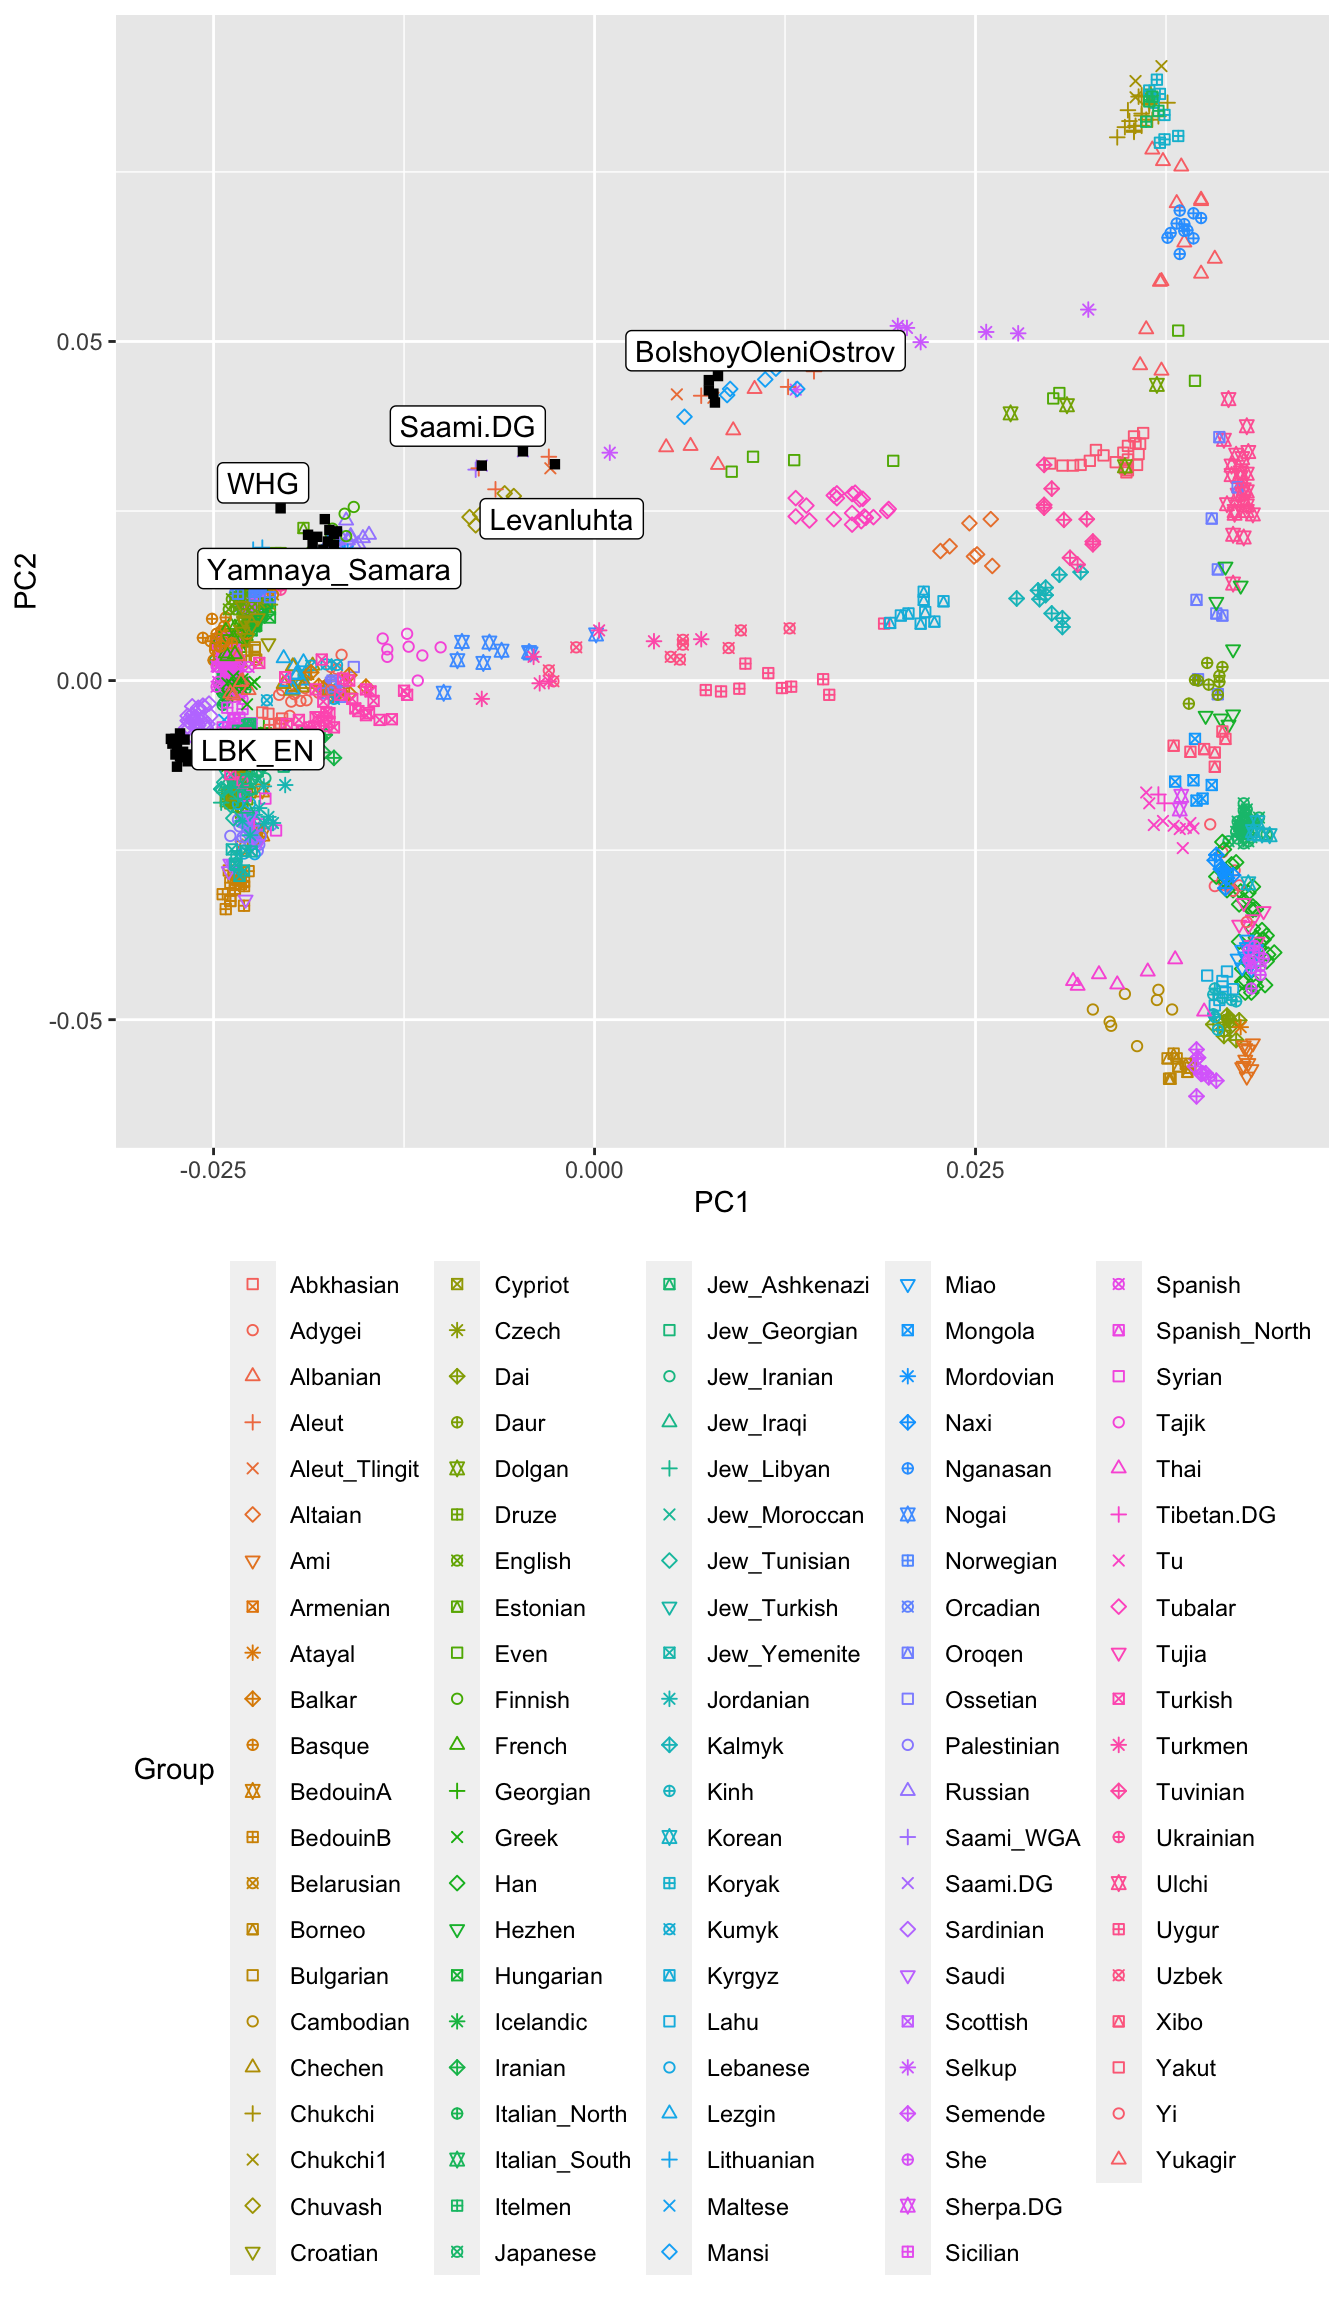 BolshoyOleniOstrov
Saami.DG
WHG
Levanluhta
Yamnaya_Samara
LBK_EN
PC2
0.05
0.00
-0.05
-0.025
0.000
0.025
PC1
Group
Abkhasian
Adygei
Albanian
Aleut
Aleut_Tlingit
Altaian
Ami
Armenian
Atayal
Balkar
Basque
BedouinA
BedouinB
Belarusian
Borneo
Bulgarian
Cambodian
Chechen
Chukchi
Chukchi1
Chuvash
Croatian
Cypriot
Czech
Dai
Daur
Dolgan
Druze
English
Estonian
Even
Finnish
French
Georgian
Greek
Han
Hezhen
Hungarian
Icelandic
Iranian
Italian_North
Italian_South
Itelmen
Japanese
Jew_Ashkenazi
Jew_Georgian
Jew_Iranian
Jew_Iraqi
Jew_Libyan
Jew_Moroccan
Jew_Tunisian
Jew_Turkish
Jew_Yemenite
Jordanian
Kalmyk
Kinh
Korean
Koryak
Kumyk
Kyrgyz
Lahu
Lebanese
Lezgin
Lithuanian
Maltese
Mansi
Miao
Mongola
Mordovian
Naxi
Nganasan
Nogai
Norwegian
Orcadian
Oroqen
Ossetian
Palestinian
Russian
Saami_WGA
Saami.DG
Sardinian
Saudi
Scottish
Selkup
Semende
She
Sherpa.DG
Sicilian
Spanish
Spanish_North
Syrian
Tajik
Thai
Tibetan.DG
Tu
Tubalar
Tujia
Turkish
Turkmen
Tuvinian
Ukrainian
Ulchi
Uygur
Uzbek
Xibo
Yakut
Yi
Yukagir